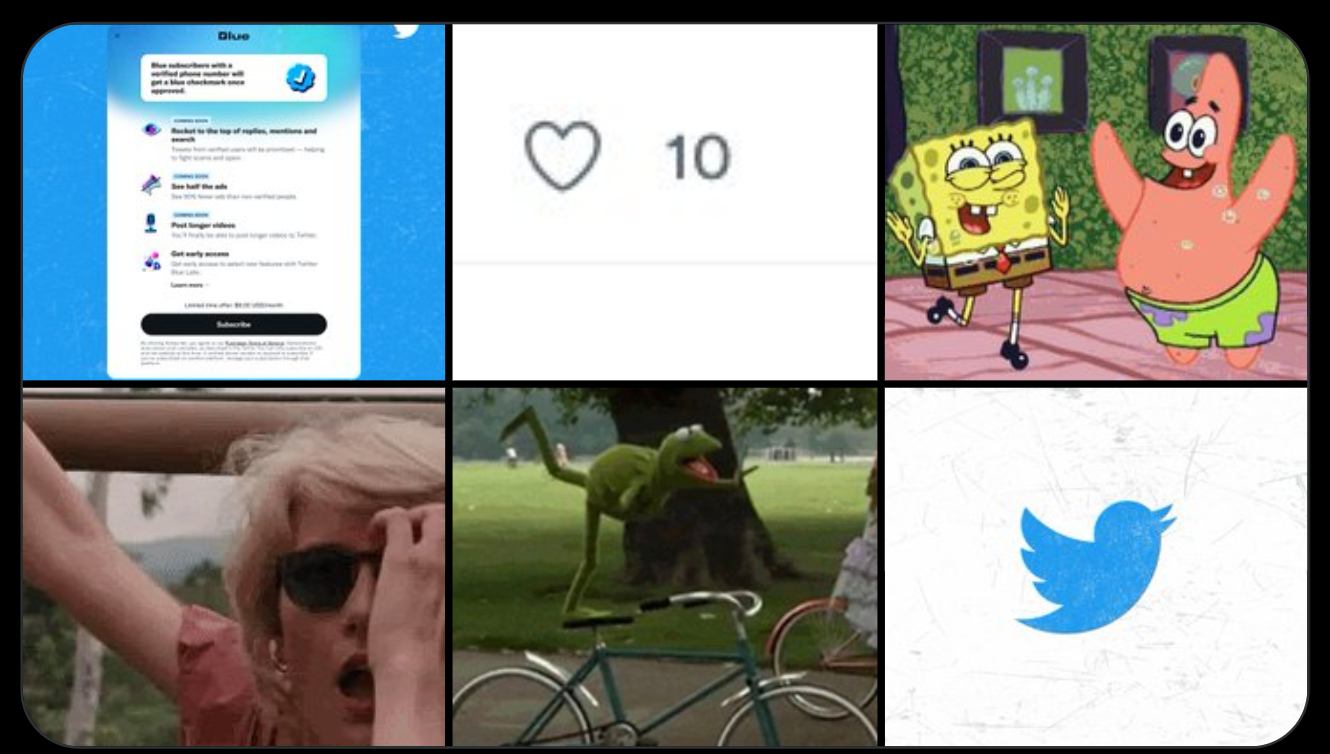 Blue
Blue subscribers with a
verified phone number will
get a blue checkmark once
approved.
COMING SOON
Rocket to the top of replies, mentions and
search
Tweets from verified users will be prioritized — helping
to fight scams and spam.
COMING SOON
See half the ads
See 50% fewer ads than non-verified people.
COMING SOON
Post longer videos
You'll finally be able to post longer videos to Twitter.
Get early access
Get early access to select new features with Twitter
Blue Labs.
Learn more
Limited time offer: $8.00 USD/month
Subscribe
10